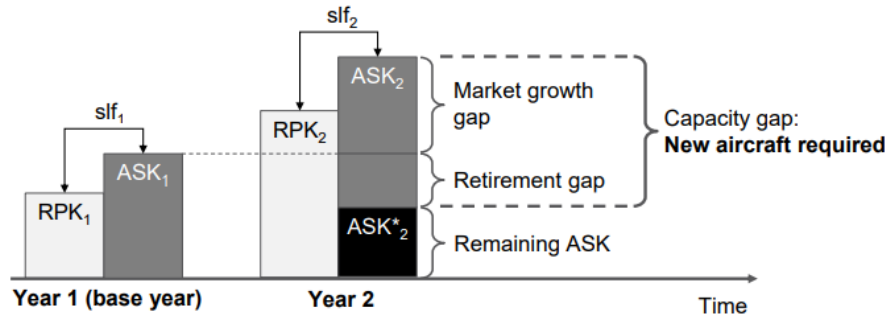 slf₂
ASK₂
Market growth
gap
slf₁
RPK₂
Capacity gap:
New aircraft required
ASK₁
RPK₁
Retirement gap
ASK*₂
Remaining ASK
Year 1 (base year)
Year 2
Time